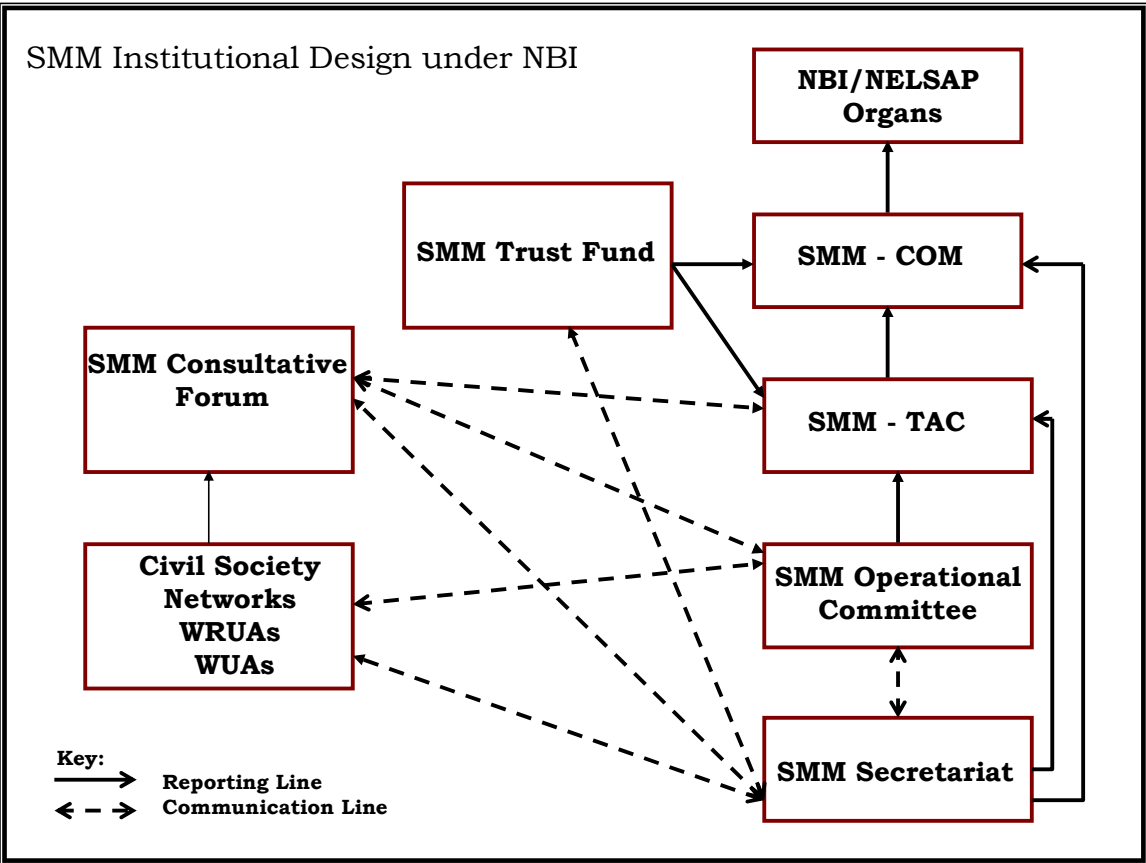 SMM Institutional Design under NBI
NBI/NELSAP
Organs
SMM Trust Fund
SMM - COM
SMM Consultative
Forum
SMM - TAC
Civil Society
Networks
WRUAs
WUAs
SMM Operational
Committee
SMM Secretariat
Key:
Reporting Line
Communication Line